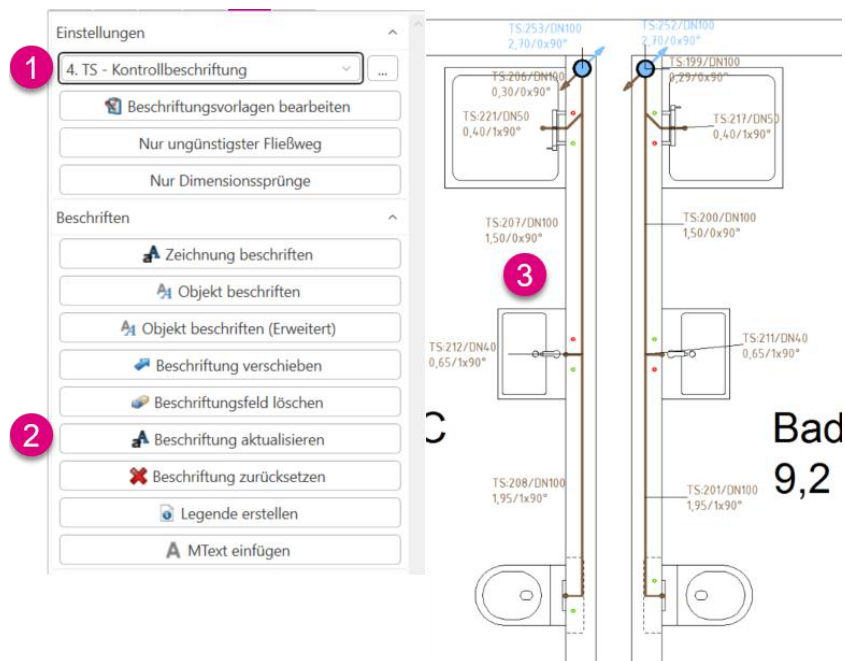 Einstellungen
1
4. TS - Kontrollbeschriftung
...
Beschriftungsvorlagen bearbeiten
Nur ungünstigster Fließweg
Nur Dimensionssprünge
Beschriften
Zeichnung beschriften
Objekt beschriften
Objekt beschriften (Erweitert)
Beschriftung verschieben
Beschriftungsfeld löschen
2
Beschriftung aktualisieren
Beschriftung zurücksetzen
Legende erstellen
MText einfügen
TS:253/DN100
2,70/0x90°
TS:252/DN100
2,70/0x90°
TS:206/DN100
0,30/0x90°
TS:199/DN100
0,29/0x90°
TS:221/DN50
0,40/1x90°
TS:217/DN50
0,40/1x90°
TS:207/DN100
1,50/0x90°
TS:200/DN100
1,50/0x90°
3
TS:212/DN40
0,65/1x90°
TS:211/DN40
0,65/1x90°
C
Bad
9,2
TS:208/DN100
1,95/1x90°
TS:201/DN100
1,95/1x90°